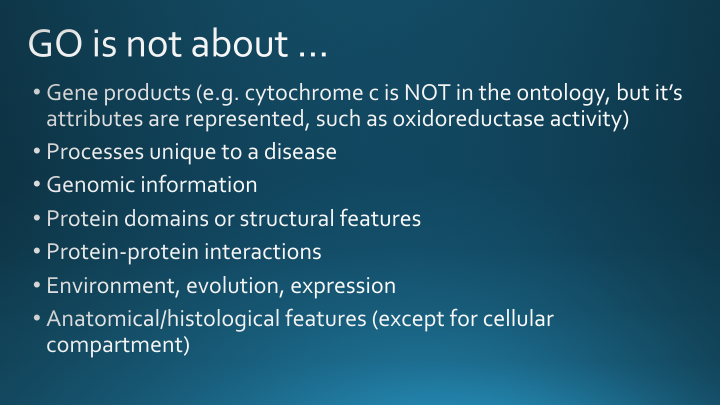 GO is not about …
• Gene products (e.g. cytochrome c is NOT in the ontology, but it’s
attributes are represented, such as oxidoreductase activity)
• Processes unique to a disease
• Genomic information
• Protein domains or structural features
• Protein-protein interactions
• Environment, evolution, expression
• Anatomical/histological features (except for cellular
compartment)